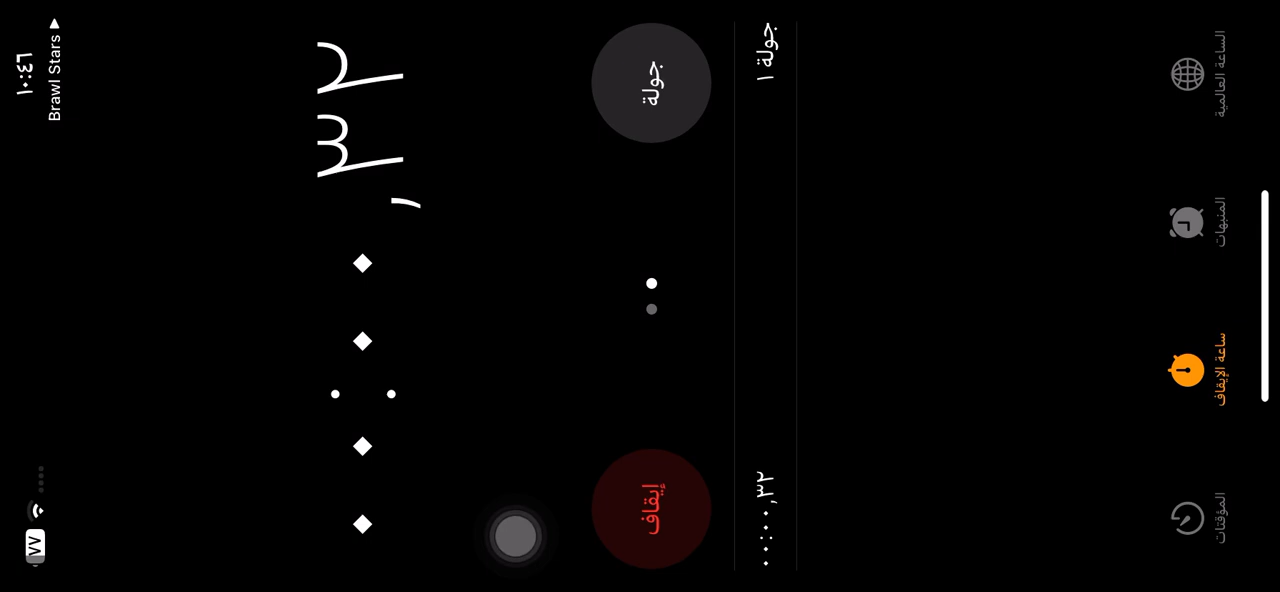 ١٠:٤٦
٧٧
Brawl Stars
٠٠:٠٠,٣٢
جولة
إيقاف
جولة ١
٠٠:٠٠,٣٢
الساعة العالمية
المنبهات
ساعة الإيقاف
المؤقتات